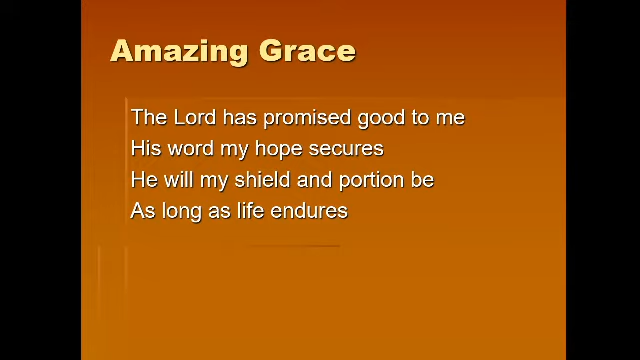 Amazing Grace
The Lord has promised good to me
His word my hope secures
He will my shield and portion be
As long as life endures